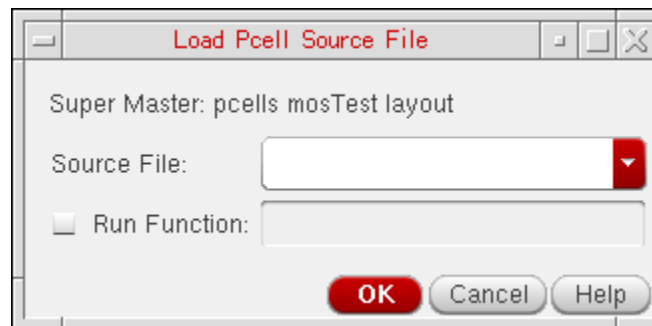 Load Pcell Source File
Super Master: pcells mosTest layout
Source File:
Run Function:
OK Cancel Help